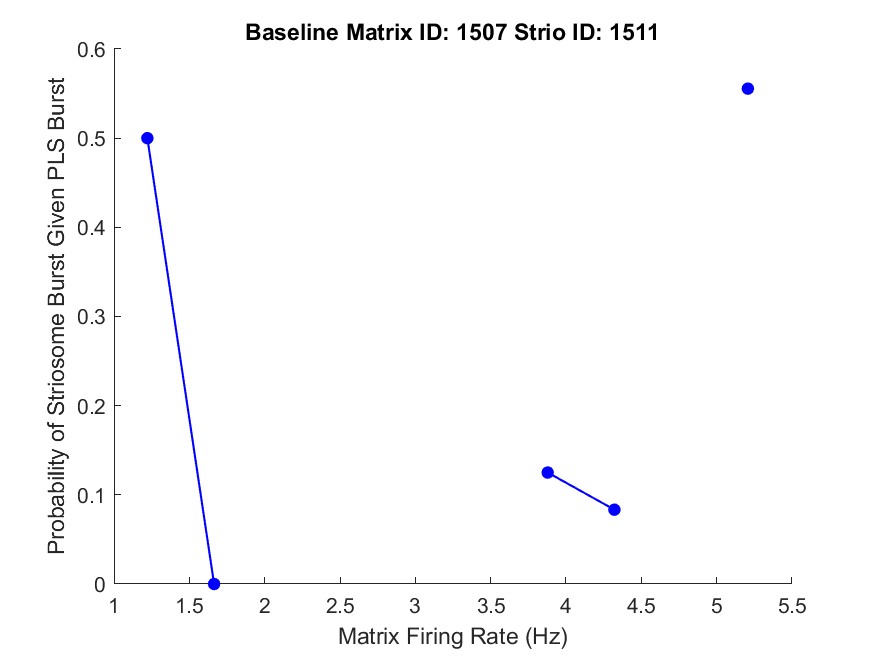 Baseline Matrix ID: 1507 Strio ID: 1511
Probability of Striosome Burst Given PLS Burst
0.6
0.5
0.4
0.3
0.2
0.1
0
1 1.5 2 2.5 3 3.5 4 4.5 5 5.5
Matrix Firing Rate (Hz)